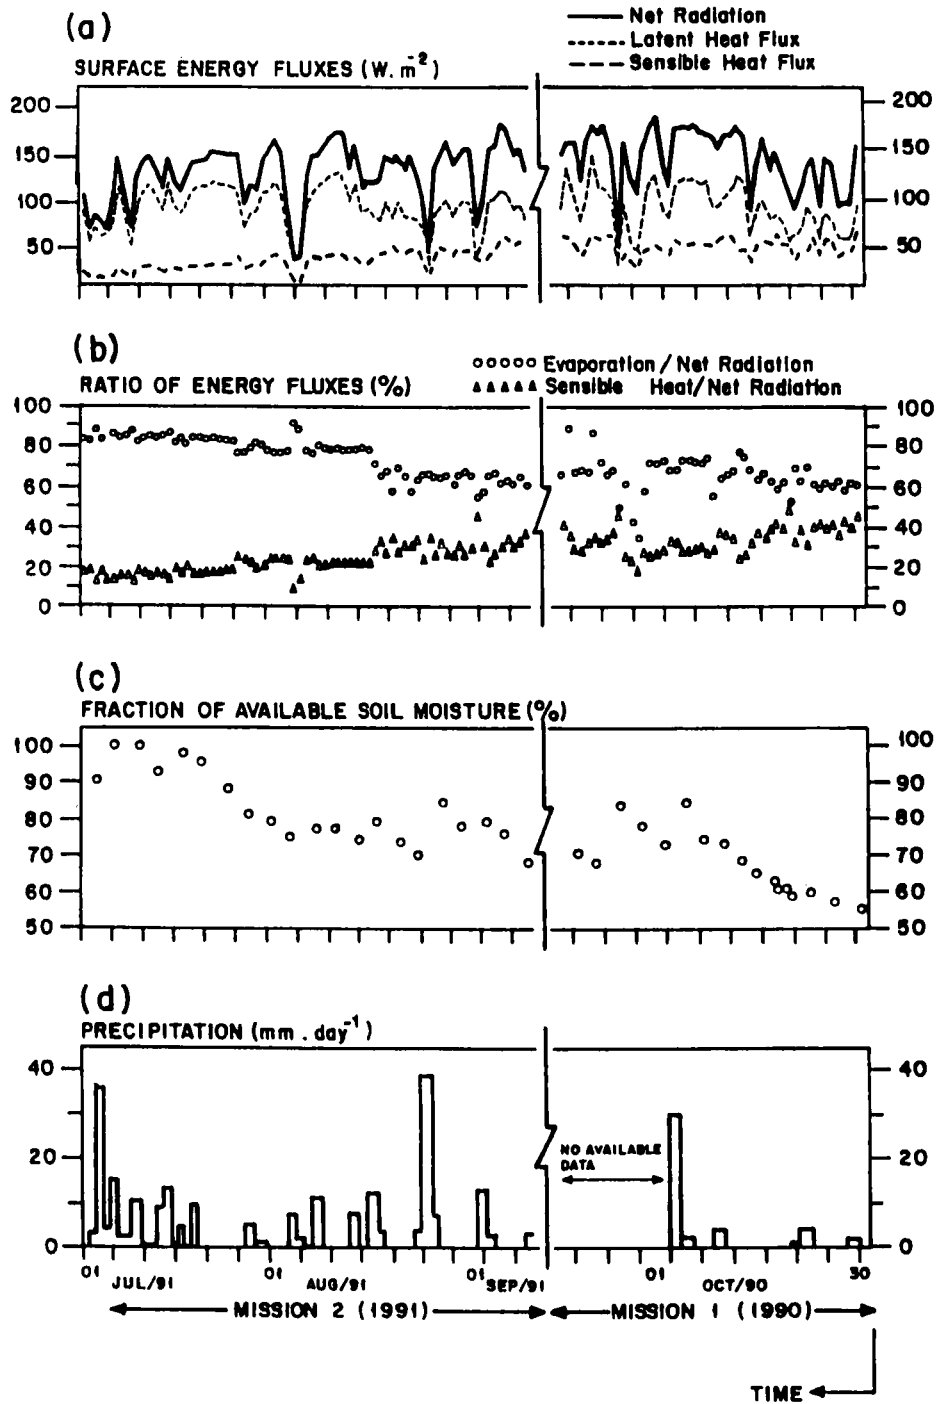 (a)
Net Radiation
Latent Heat Flux
Sensible Heat Flux
SURFACE ENERGY FLUXES (W.m-2)
200
150
100
50
200
150
100
50
(b)
Evaporation / Net Radiation
Sensible Heat/Net Radiation
RATIO OF ENERGY FLUXES (%)
100
80
60
40
20
0
100
80
60
40
20
0
(c)
FRACTION OF AVAILABLE SOIL MOISTURE (%)
100
90
80
70
60
50
100
90
80
70
60
50
(d)
PRECIPITATION (mm.day-1)
40
20
0
NO AVAILABLE
DATA
40
20
0
01 01 01 01 30
JUL/91 AUG/91 SEP/91 OCT/90
MISSION 2 (1991) MISSION 1 (1990)
TIME